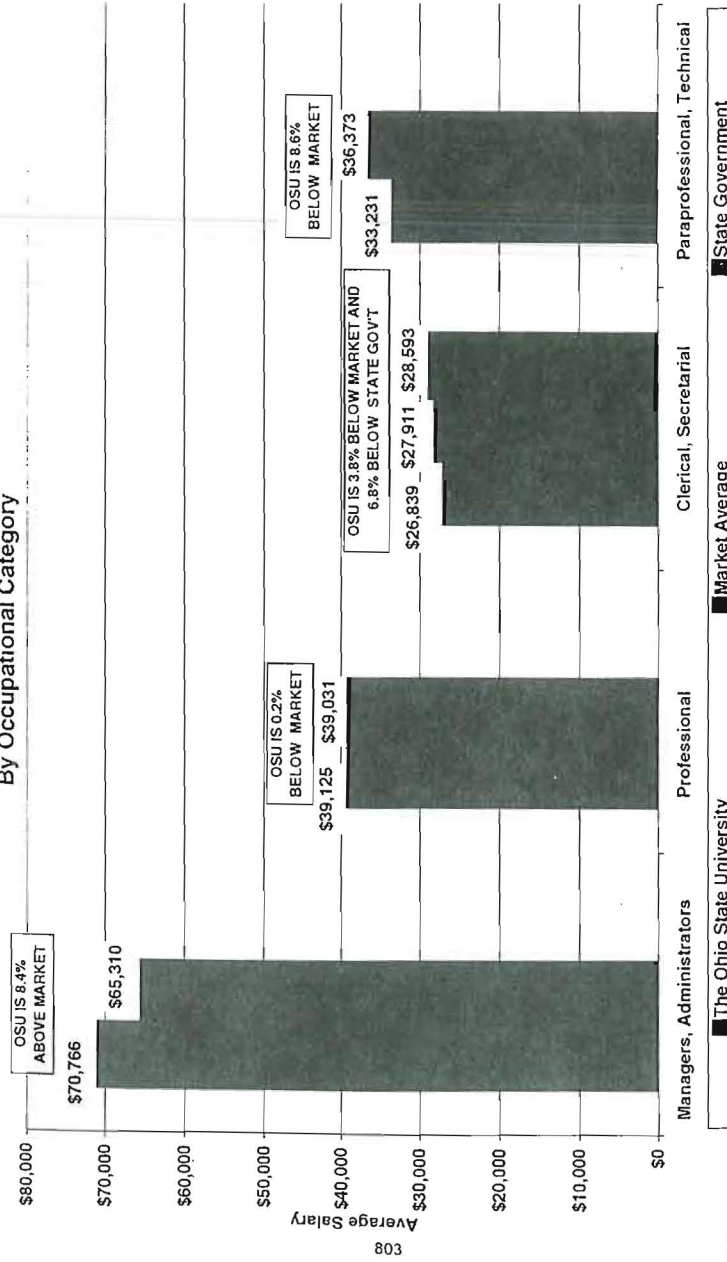 By Occupational Category
$80,000
$70,000
$60,000
$50,000
$40,000
$30,000
$20,000
$10,000
$0
Average Salary
803
OSU IS 8.4%
ABOVE MARKET
$70,766
$65,310
OSU IS 0.2%
BELOW MARKET
$39,125 $39,031
OSU IS 3.8% BELOW MARKET AND
6.8% BELOW STATE GOV'T
$26,839 $27,911 $28,593
OSU IS 8.6%
BELOW MARKET
$33,231
$36,373
Managers, Administrators Professional Clerical, Secretarial Paraprofessional, Technical
The Ohio State University Market Average State Government